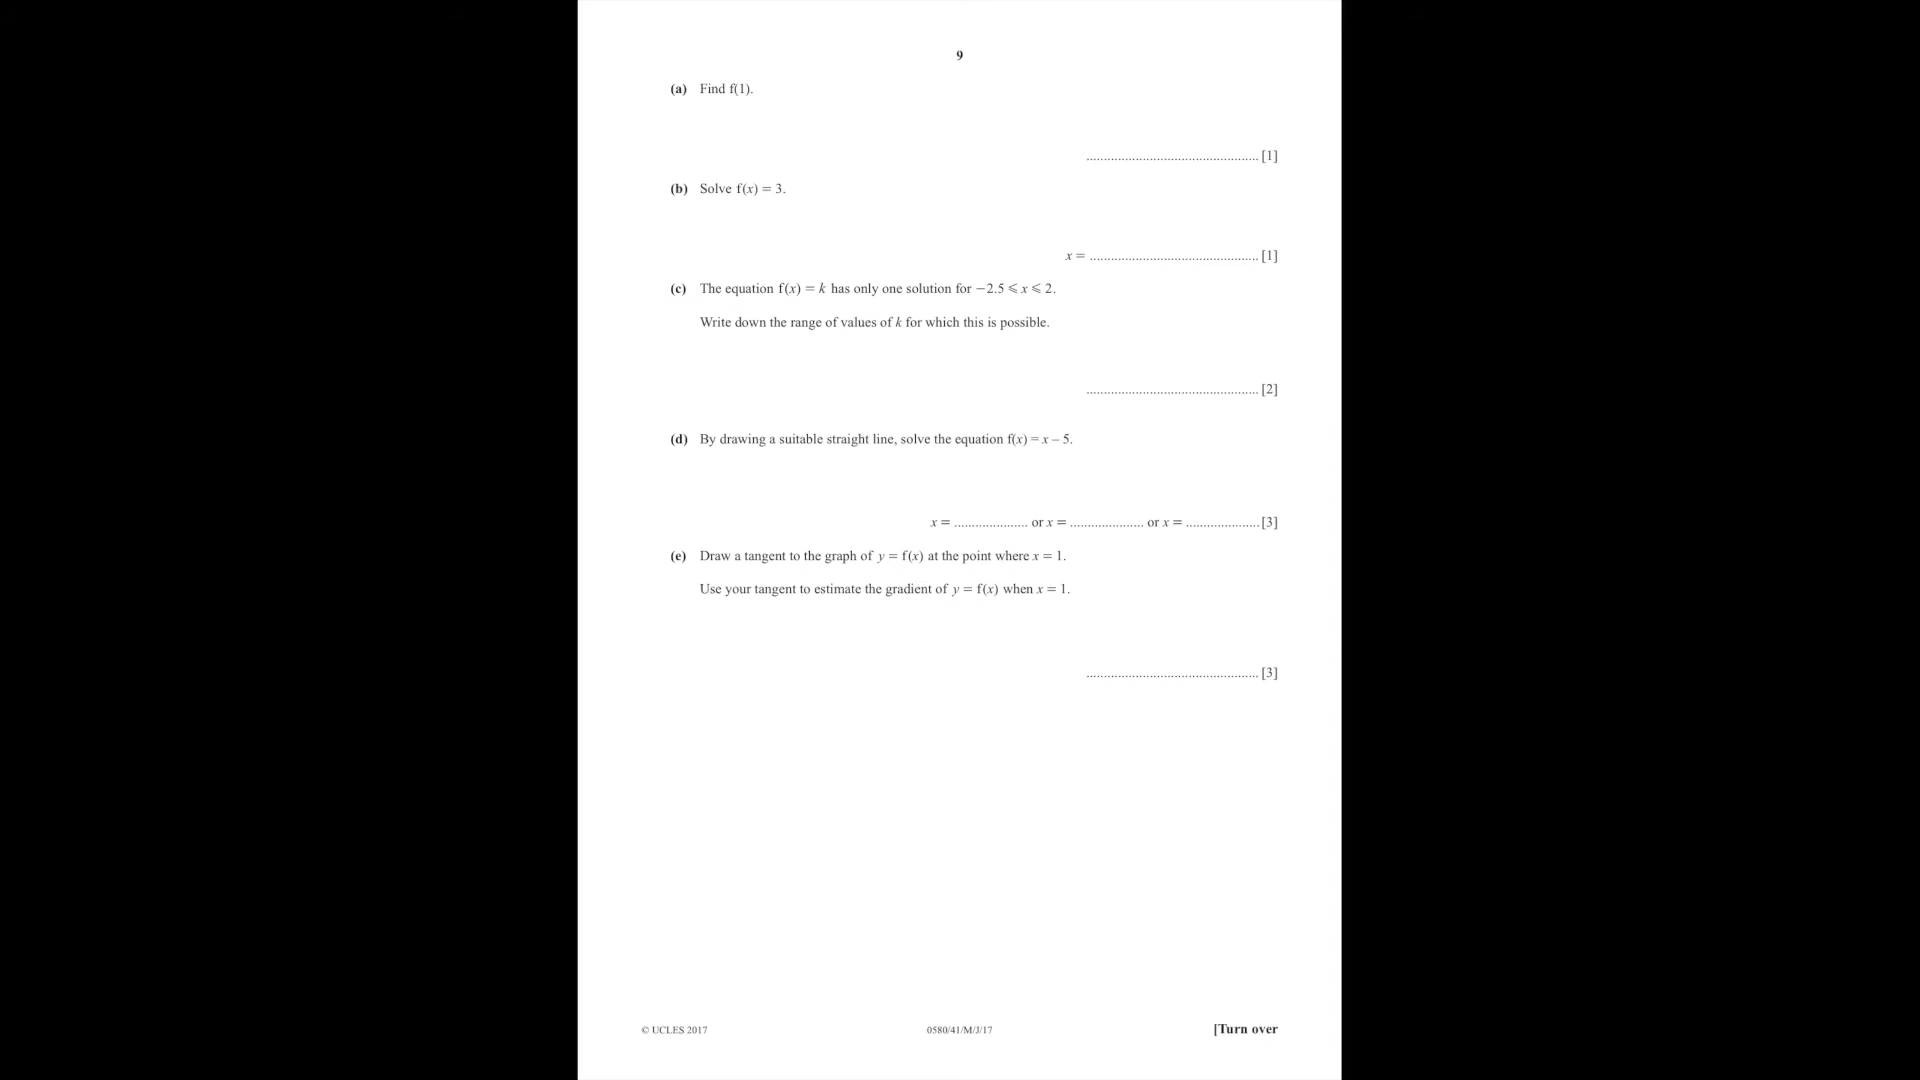 9
(a) Find f(1).
................................................. [1]
(b) Solve f(x) = 3.
x = ................................................ [1]
(c) The equation f(x) = k has only one solution for −2.5 ⩽ x ⩽ 2.
Write down the range of values of k for which this is possible.
................................................. [2]
(d) By drawing a suitable straight line, solve the equation f(x) = x – 5.
x = ..................... or x = ..................... or x = ..................... [3]
(e) Draw a tangent to the graph of y = f(x) at the point where x = 1.
Use your tangent to estimate the gradient of y = f(x) when x = 1.
................................................. [3]
© UCLES 2017 0580/41/M/J/17 [Turn over